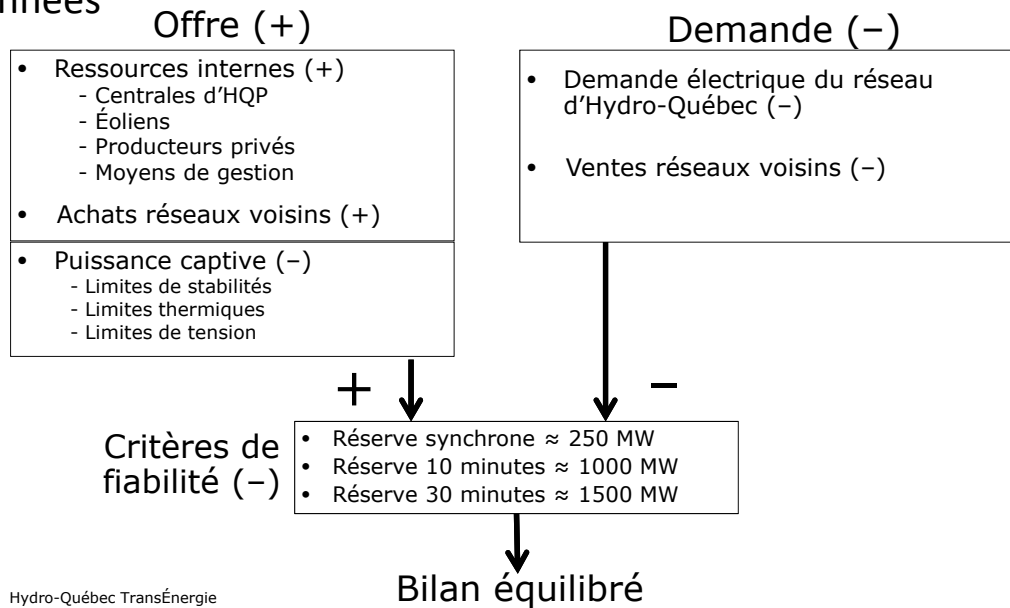 Offre (+)
• Ressources internes (+)
- Centrales d'HQP
- Éoliens
- Producteurs privés
- Moyens de gestion
• Achats réseaux voisins (+)
• Puissance captive (–)
- Limites de stabilités
- Limites thermiques
- Limites de tension
Demande (–)
• Demande électrique du réseau
d'Hydro-Québec (–)
• Ventes réseaux voisins (–)
+
–
Critères de
fiabilité (–)
• Réserve synchrone ≈ 250 MW
• Réserve 10 minutes ≈ 1000 MW
• Réserve 30 minutes ≈ 1500 MW
Bilan équilibré
Hydro-Québec TransÉnergie